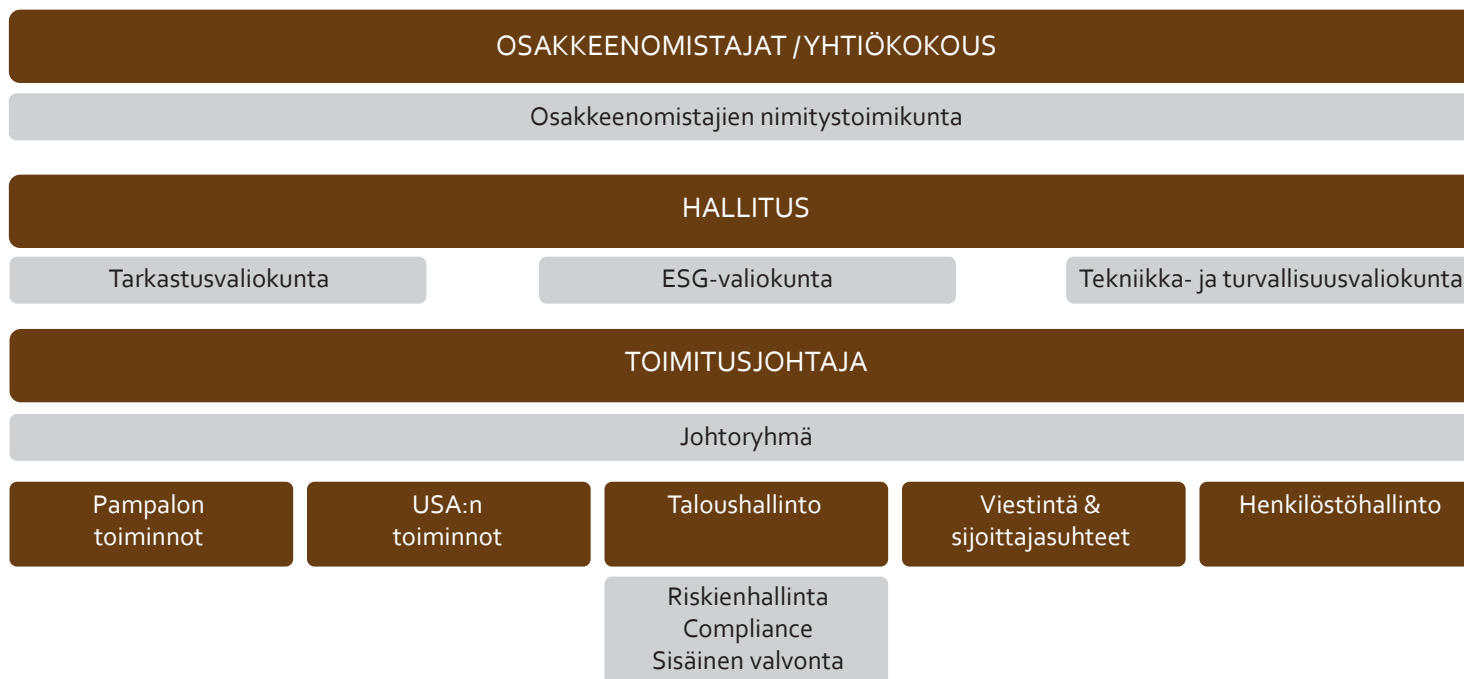 OSAKKEENOMISTAJAT / YHTIÖKOKOUS
Osakkeenomistajien nimitystoimikunta
HALLITUS
Tarkastusvaliokunta
ESG-valiokunta
Tekniikka- ja turvallisuusvaliokunta
TOIMITUSJOHTAJA
Johtoryhmä
Pampalon
toiminnot
USA:n
toiminnot
Taloushallinto
Viestintä &
sijoittajasuhteet
Henkilöstöhallinto
Riskienhallinta
Compliance
Sisäinen valvonta